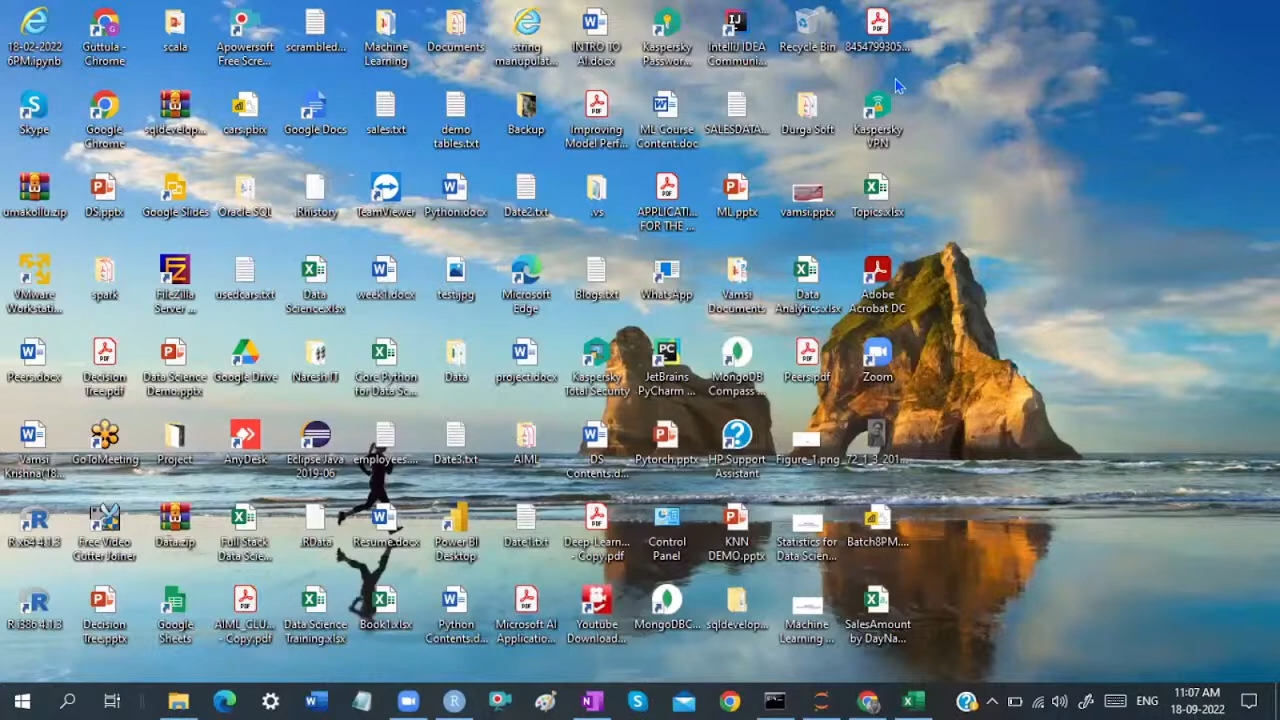 18-02-2022
6PM.ipynb
Guttula -
Chrome
scala
Apowersoft
Free Scre...
scrambled...
Machine
Learning
Documents
string
manupulat...
INTRO TO
AI.docx
Kaspersky
Passwor...
IntelliJ IDEA
Communi...
Recycle Bin
8454799305...
Skype
Google
Chrome
sqldevelop...
cars.pbix
Google Docs
sales.txt
demo
tables.txt
Backup
Improving
Model Perf...
ML Course
Content.doc
SALESDATA...
Durga Soft
Kaspersky
VPN
umakollu.zip
DS.pptx
Google Slides
Oracle SQL
.Rhistory
TeamViewer
Python.docx
Date2.txt
.vs
APPLICATI...
FOR THE ...
ML.pptx
vamsi.pptx
Topics.xlsx
VMware
Workstati...
spark
FileZilla
Server ...
usedcars.txt
Data
Science.xlsx
week1.docx
test.jpg
Microsoft
Edge
Blogs.txt
WhatsApp
Vamsi
Documents
Data
Analytics.xlsx
Adobe
Acrobat DC
Peers.docx
Decision
Tree.pdf
Data Science
Demo.pptx
Google Drive
Naresh IT
Core Python
for Data Sc...
Data
project.docx
Kaspersky
Total Security
JetBrains
PyCharm ...
MongoDB
Compass
Peers.pdf
Zoom
Vamsi
Krishna(18...
GoToMeeting
Project
AnyDesk
Eclipse Java
2019-06
employees....
Date3.txt
AIML
DS
Contents.d...
Pytorch.pptx
HP Support
Assistant
Figure_1.png
72_1_3_201...
R x64 4.1.3
Free Video
Cutter Joiner
Data.zip
Full Stack
Data Scie...
.RData
Resume.docx
Power BI
Desktop
Date1.txt
Deep-Learn...
- Copy.pdf
Control
Panel
KNN
DEMO.pptx
Statistics for
Data Scien...
Batch8PM....
R i386 4.1.3
Decision
Tree.pptx
Google
Sheets
AIML_CLU...
- Copy.pdf
Data Science
Training.xlsx
Book1.xlsx
Python
Contents.d...
Microsoft AI
Applicatio...
Youtube
Download...
MongoDBC...
sqldevelop...
Machine
Learning ...
SalesAmount
by DayNa...
ENG
11:07 AM
18-09-2022